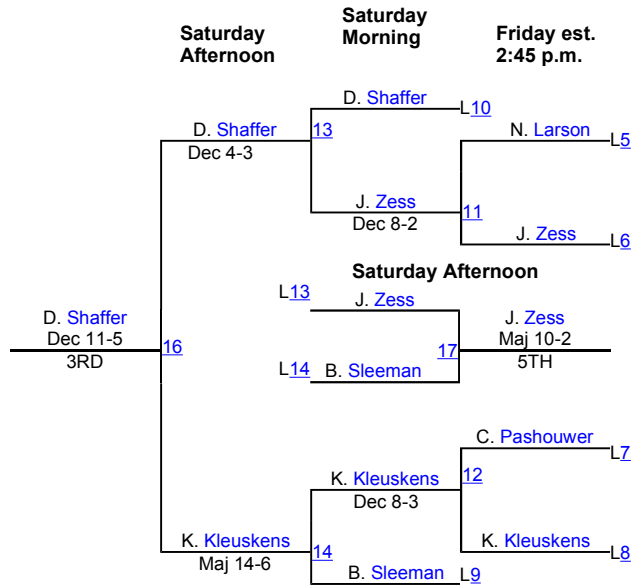 Saturday Afternoon
Saturday Morning
Friday est. 2:45 p.m.
D. Shaffer
L10
D. Shaffer
13
N. Larson
L5
Dec 4-3
J. Zess
11
Dec 8-2
J. Zess
L6
Saturday Afternoon
L13
J. Zess
D. Shaffer
J. Zess
Dec 11-5
16
17
Maj 10-2
3RD
5TH
L14
B. Sleeman
C. Pashouwer
L7
K. Kleuskens
12
Dec 8-3
K. Kleuskens
14
K. Kleuskens
L8
Maj 14-6
B. Sleeman
L9